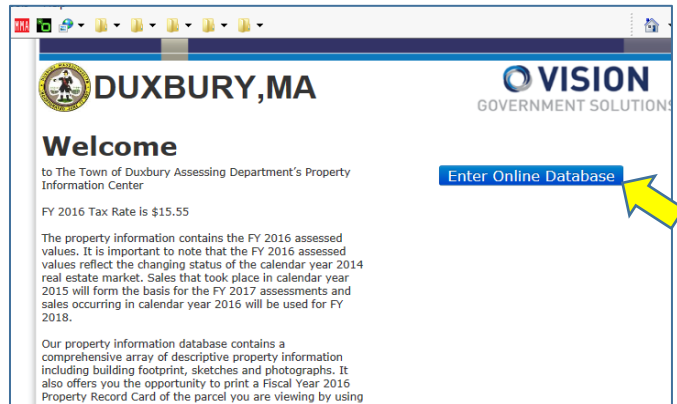 DUXBURY,MA
VISION
GOVERNMENT SOLUTIONS
Welcome
to The Town of Duxbury Assessing Department's Property
Information Center
Enter Online Database
FY 2016 Tax Rate is $15.55
The property information contains the FY 2016 assessed
values. It is important to note that the FY 2016 assessed
values reflect the changing status of the calendar year 2014
real estate market. Sales that took place in calendar year
2015 will form the basis for the FY 2017 assessments and
sales occurring in calendar year 2016 will be used for FY
2018.
Our property information database contains a
comprehensive array of descriptive property information
including building footprint, sketches and photographs. It
also offers you the opportunity to print a Fiscal Year 2016
Property Record Card of the parcel you are viewing by using